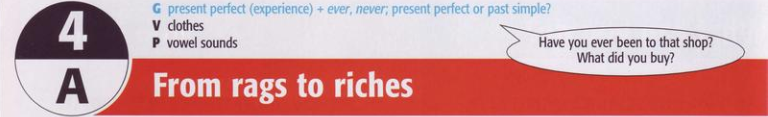 4
A
G present perfect (experience) + ever, never; present perfect or past simple?
V clothes
P vowel sounds
Have you ever been to that shop?
What did you buy?
From rags to riches